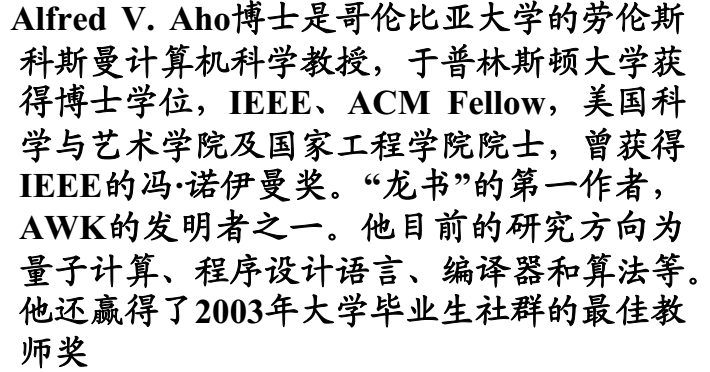 Alfred V. Aho博士是哥伦比亚大学的劳伦斯
科斯曼计算机科学教授，于普林斯顿大学获
得博士学位，IEEE、ACM Fellow，美国科
学与艺术学院及国家工程学院院士，曾获得
IEEE的冯·诺伊曼奖。“龙书”的第一作者，
AWK的发明者之一。他目前的研究方向为
量子计算、程序设计语言、编译器和算法等。
他还赢得了2003年大学毕业生社群的最佳教
师奖